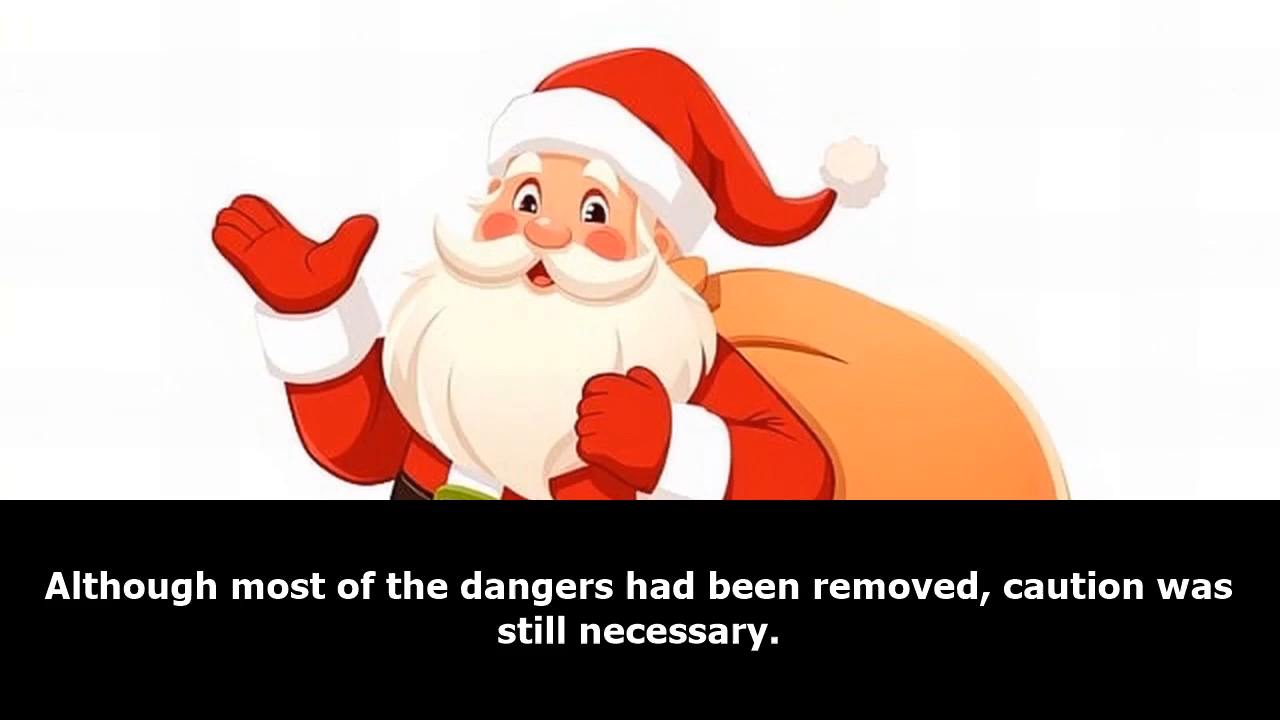 Although most of the dangers had been removed, caution was
still necessary.